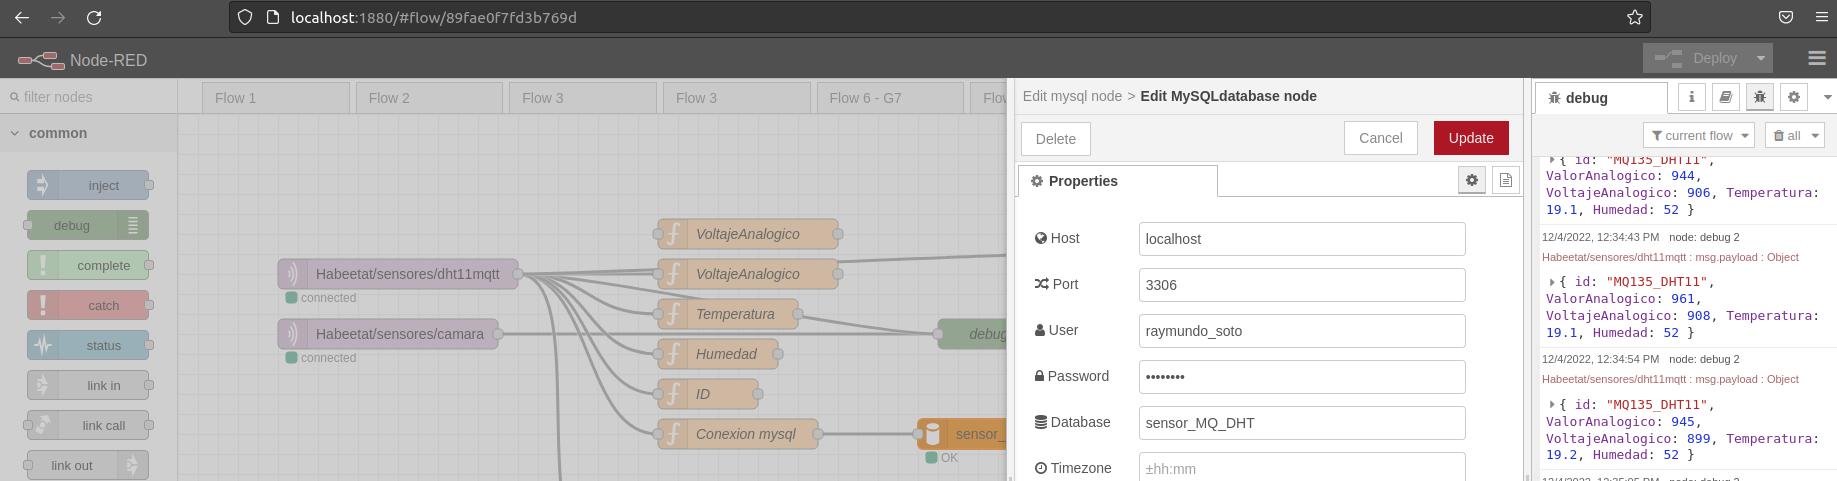 localhost:1880/#flow/89fae0f7fd3b769d
Node-RED
Deploy
filter nodes
Flow 1
Flow 2
Flow 3
Flow 3
Flow 6 - G7
Flow
common
inject
debug
complete
catch
status
link in
link call
link out
Habeetat/sensores/dht11mqtt
connected
Habeetat/sensores/camara
connected
VoltajeAnalogico
VoltajeAnalogico
Temperatura
Humedad
ID
Conexion mysql
debug
sensor_
OK
Edit mysql node > Edit MySQLdatabase node
Delete
Cancel
Update
Properties
Host
localhost
Port
3306
User
raymundo_soto
Password
••••••••
Database
sensor_MQ_DHT
Timezone
±hh:mm
debug
i
current flow
all
{ id: "MQ135_DHT11",
ValorAnalogico: 944,
VoltajeAnalogico: 906, Temperatura:
19.1, Humedad: 52 }
12/4/2022, 12:34:43 PM node: debug 2
Habeetat/sensores/dht11mqtt : msg.payload : Object
{ id: "MQ135_DHT11",
ValorAnalogico: 961,
VoltajeAnalogico: 908, Temperatura:
19.1, Humedad: 52 }
12/4/2022, 12:34:54 PM node: debug 2
Habeetat/sensores/dht11mqtt : msg.payload : Object
{ id: "MQ135_DHT11",
ValorAnalogico: 945,
VoltajeAnalogico: 899, Temperatura:
19.2, Humedad: 52 }